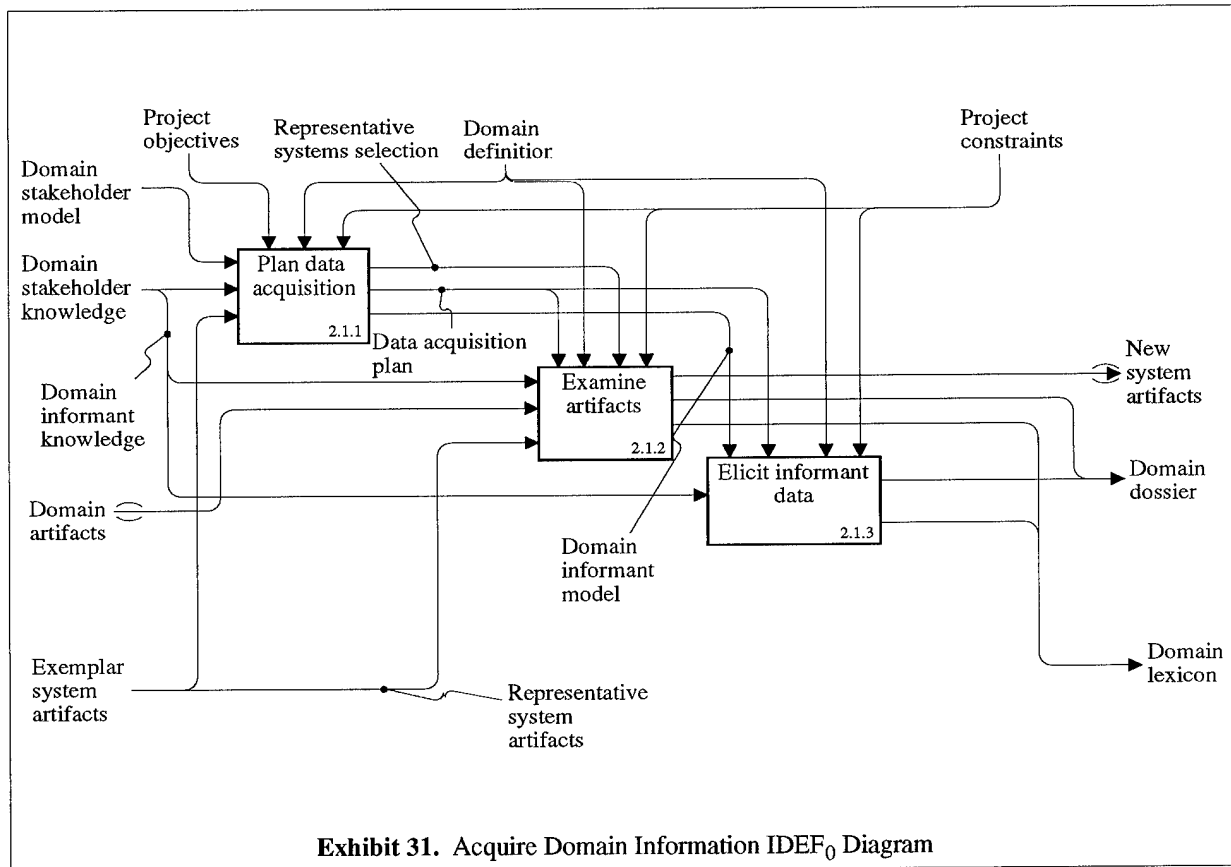 Project
objectives
Representative
systems selection
Domain
definition
Project
constraints
Domain
stakeholder
model
Domain
stakeholder
knowledge
Plan data
acquisition
2.1.1
Data acquisition
plan
Domain
informant
knowledge
Examine
artifacts
2.1.2
New
system
artifacts
Domain
artifacts
Elicit informant
data
2.1.3
Domain
dossier
Domain
informant
model
Exemplar
system
artifacts
Representative
system
artifacts
Domain
lexicon
Exhibit 31. Acquire Domain Information IDEF0 Diagram